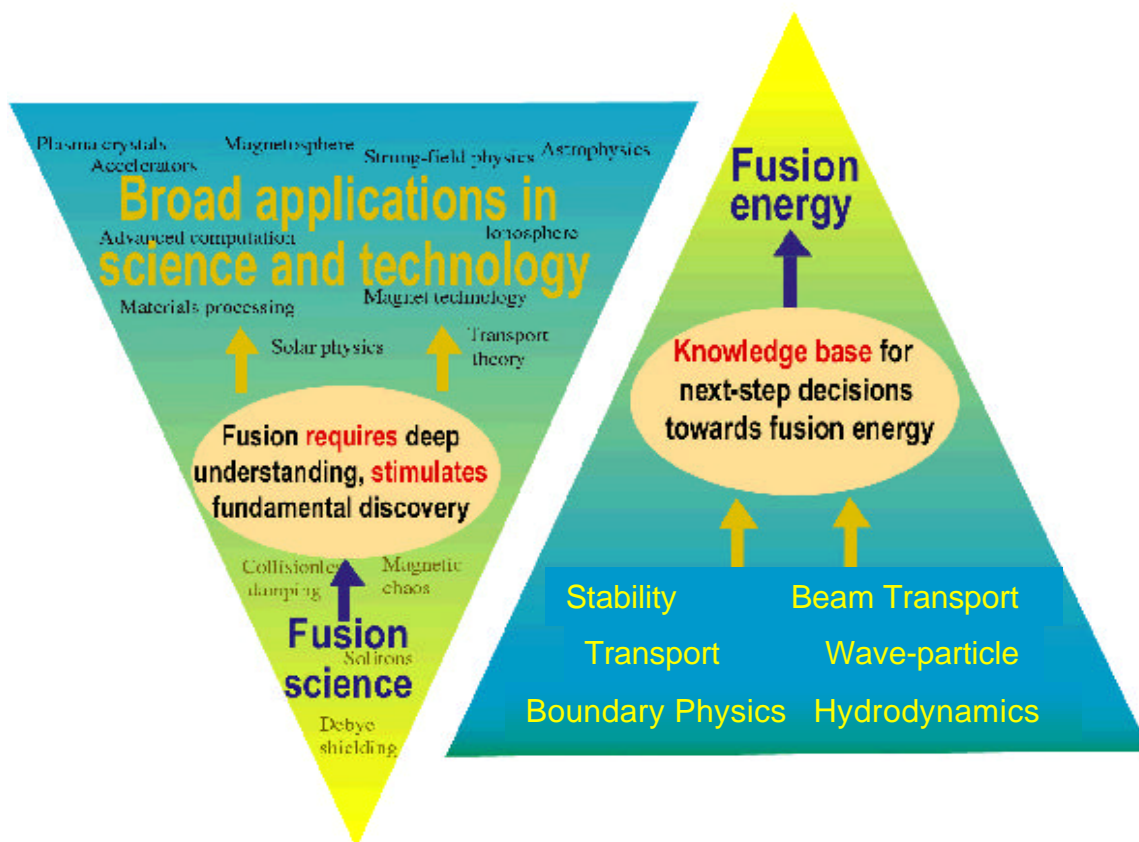 Plasma crystals
Accelerators
Magnetosphere
Strong-field physics
Astrophysics
Broad applications in
Advanced computation
Ionosphere
science and technology
Materials processing
Magnet technology
Solar physics
Transport
theory
Fusion requires deep
understanding, stimulates
fundamental discovery
damping
Magnetic
chaos
Fusion
science
Debye
shielding
Fusion
energy
Knowledge base for
next-step decisions
towards fusion energy
Stability
Beam Transport
Transport
Wave-particle
Boundary Physics
Hydrodynamics